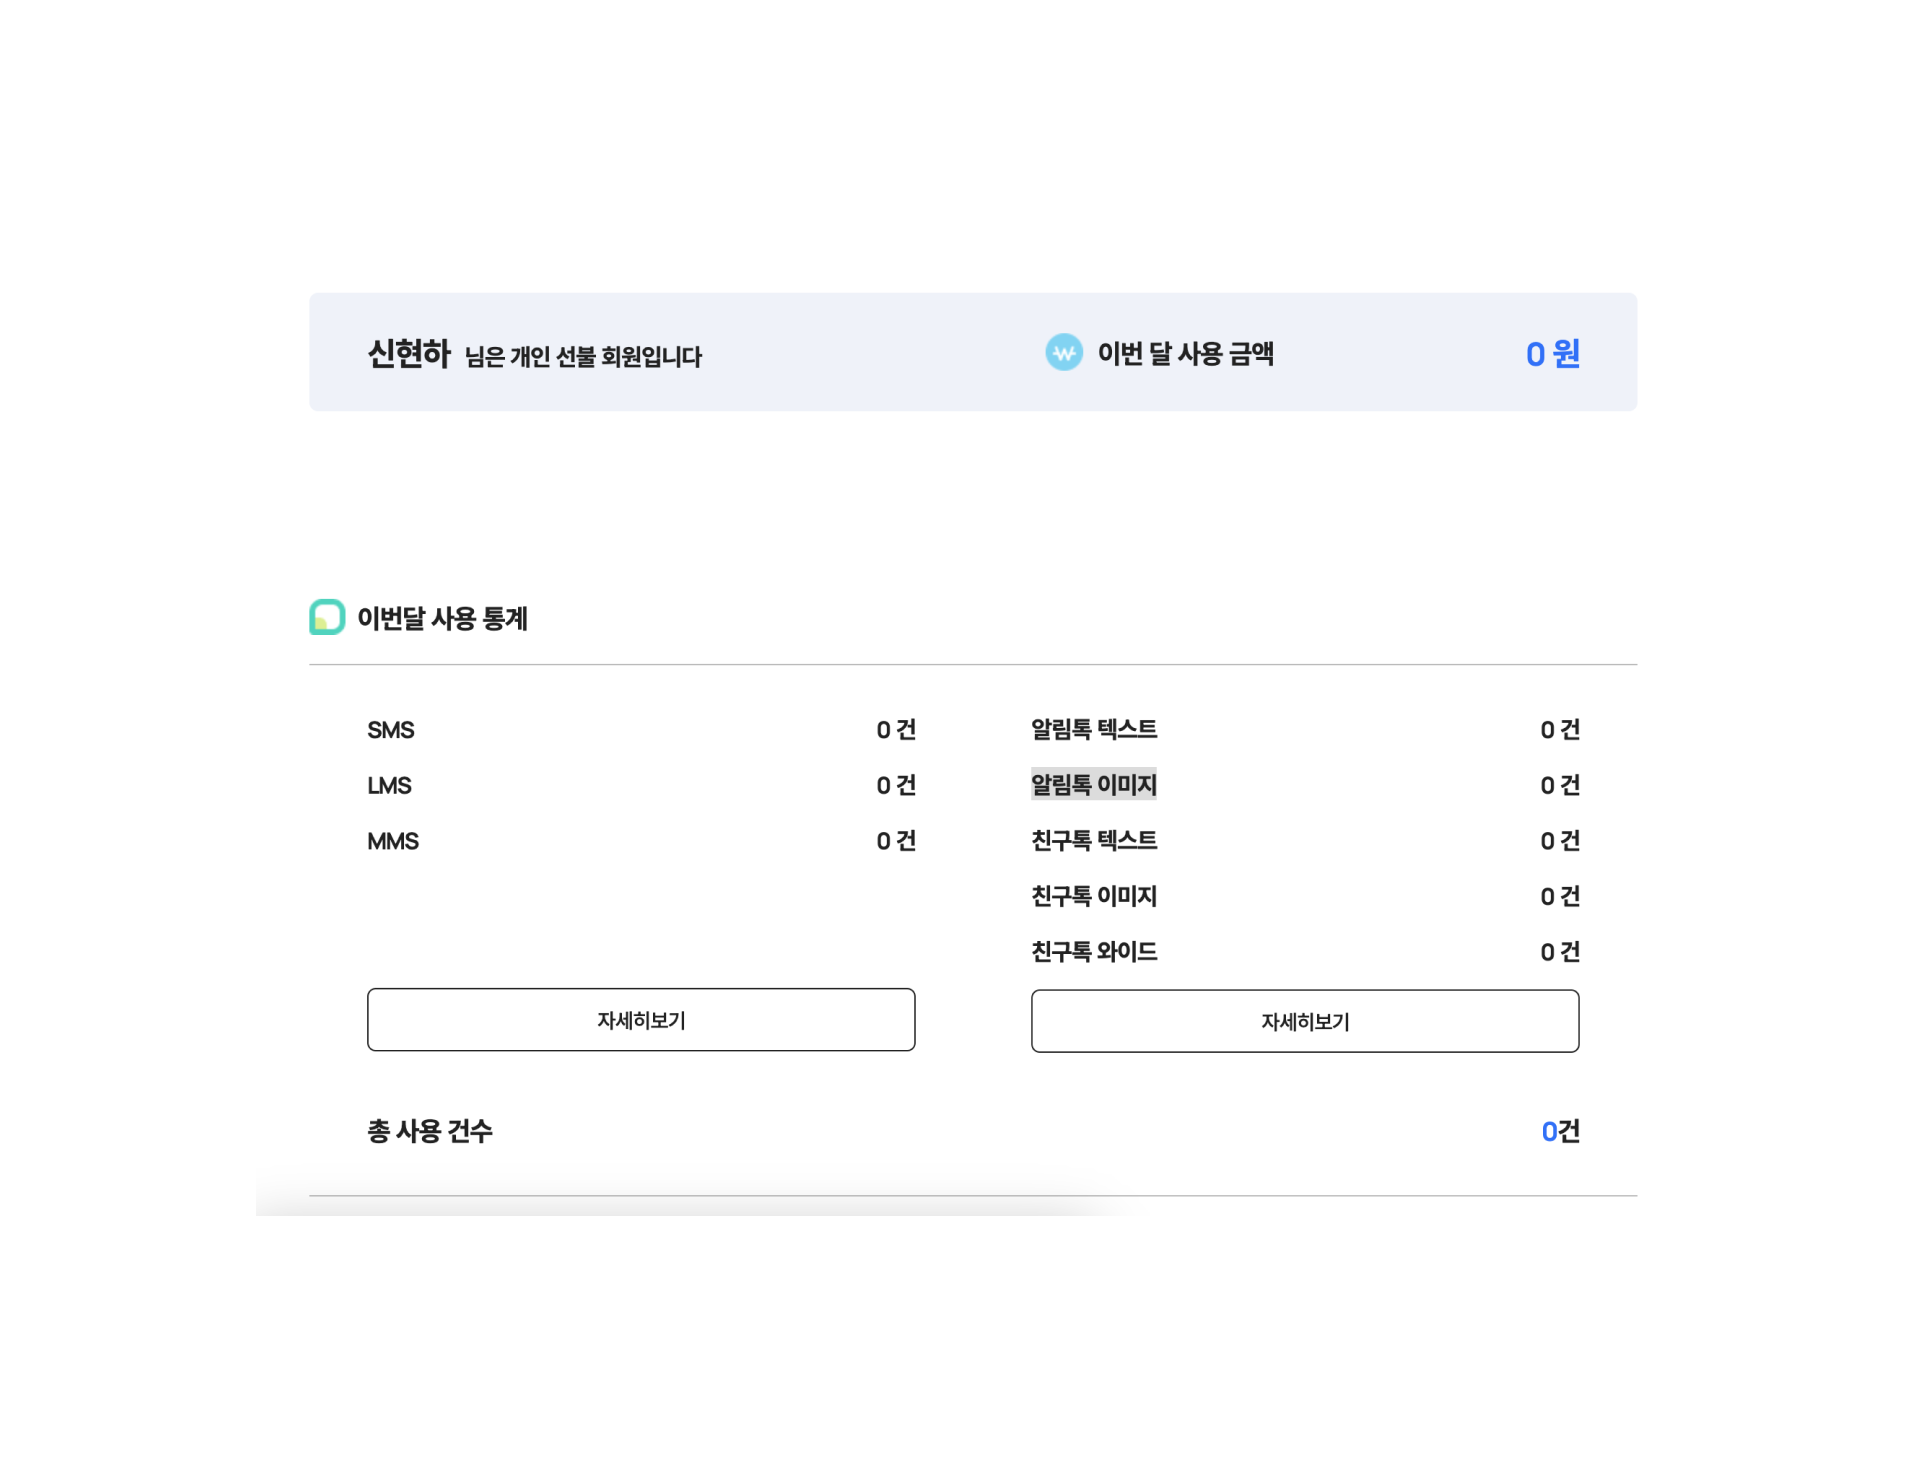 신현하 님은 개인 선불 회원입니다
이번 달 사용 금액 0 원
이번달 사용 통계
SMS 0 건
LMS 0 건
MMS 0 건
자세히보기
알림톡 텍스트 0 건
알림톡 이미지 0 건
친구톡 텍스트 0 건
친구톡 이미지 0 건
친구톡 와이드 0 건
자세히보기
총 사용 건수 0건